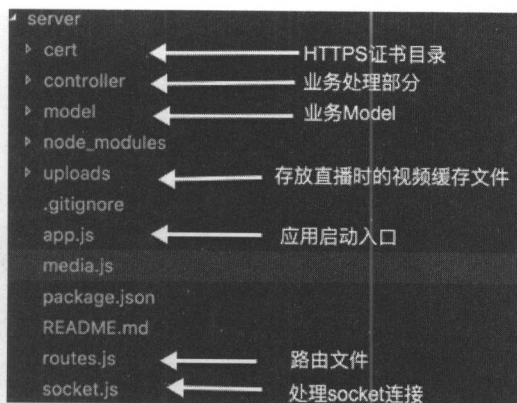 server
cert HTTPS证书目录
controller 业务处理部分
model 业务Model
node_modules
uploads 存放直播时的视频缓存文件
.gitignore
app.js 应用启动入口
media.js
package.json
README.md
routes.js 路由文件
socket.js 处理socket连接